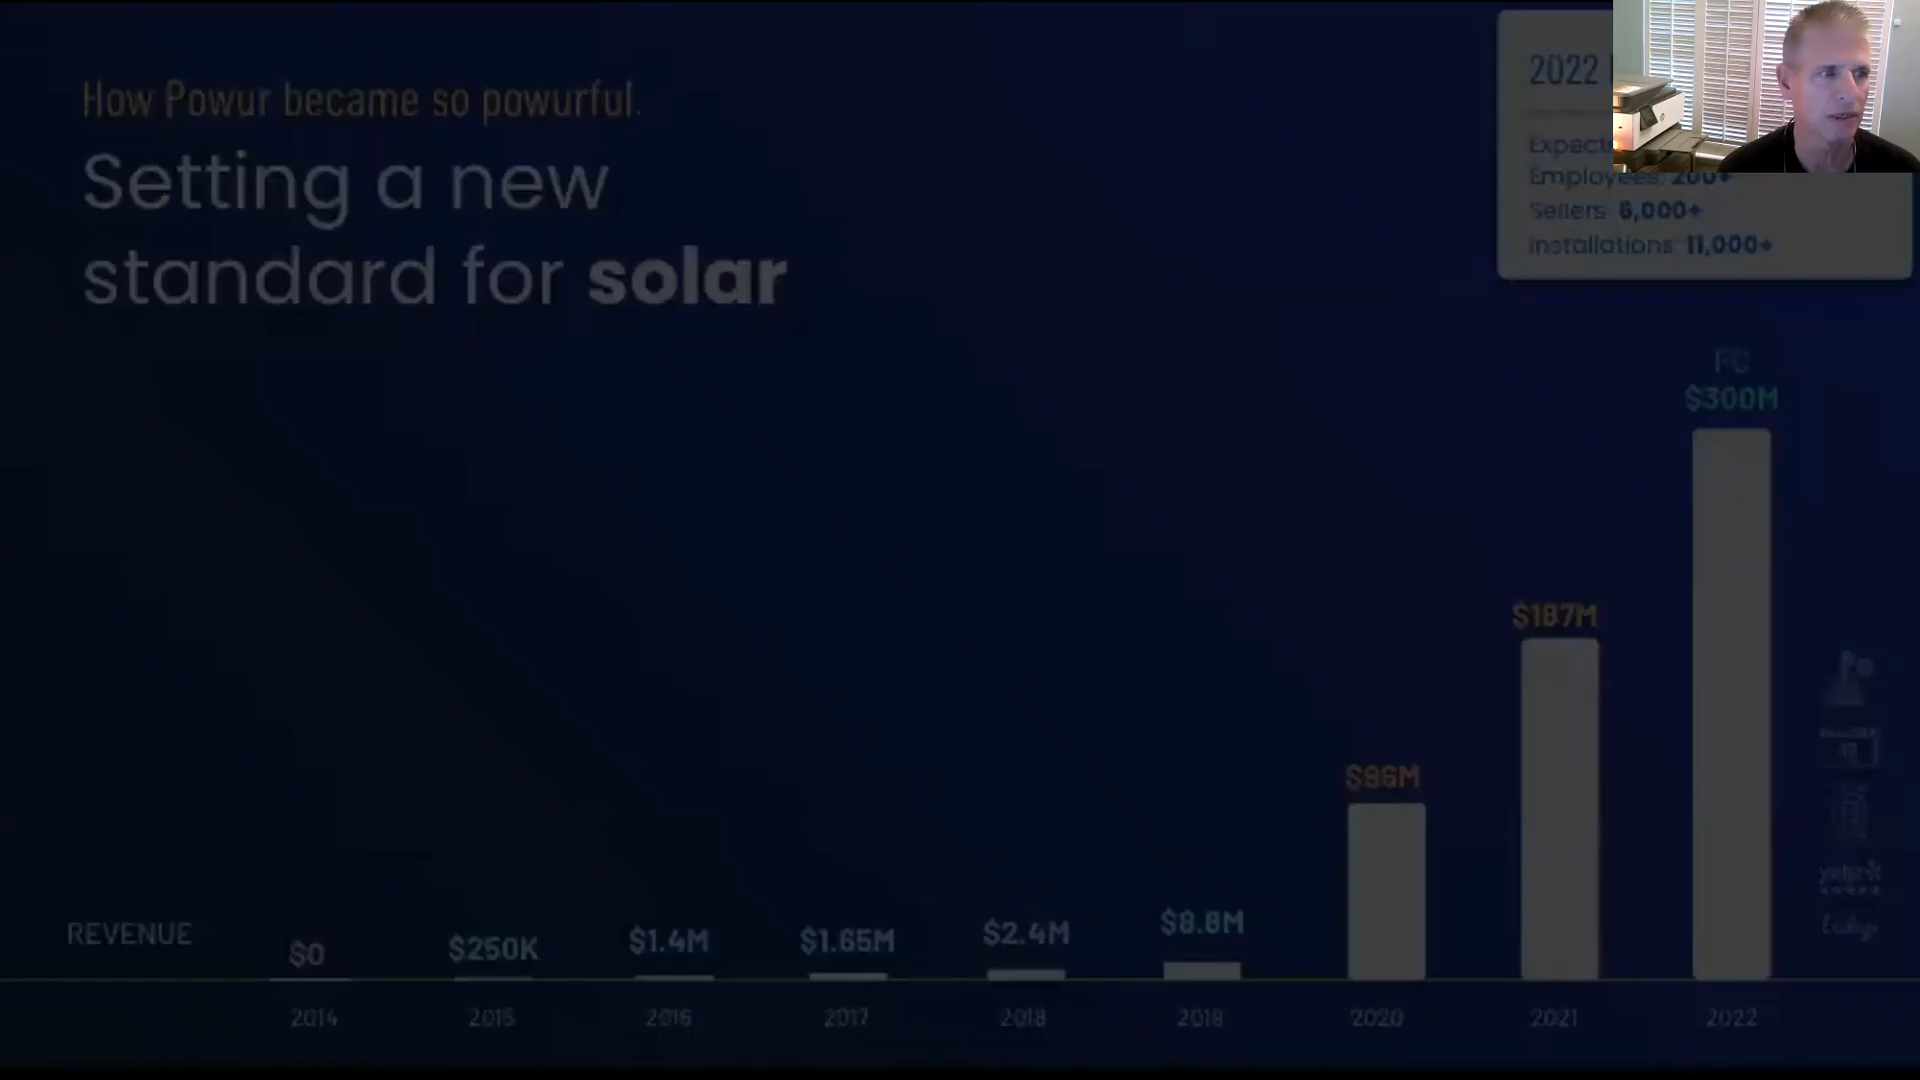 How Powur became so powurful.
Setting a new
standard for solar
2022
Expect
Employees: 200+
Sellers: 6,000+
Installations: 11,000+
FC
$300M
$187M
$86M
$8.8M
$2.4M
$1.65M
$1.4M
$250K
$0
REVENUE
2014
2015
2016
2017
2018
2018
2020
2021
2022